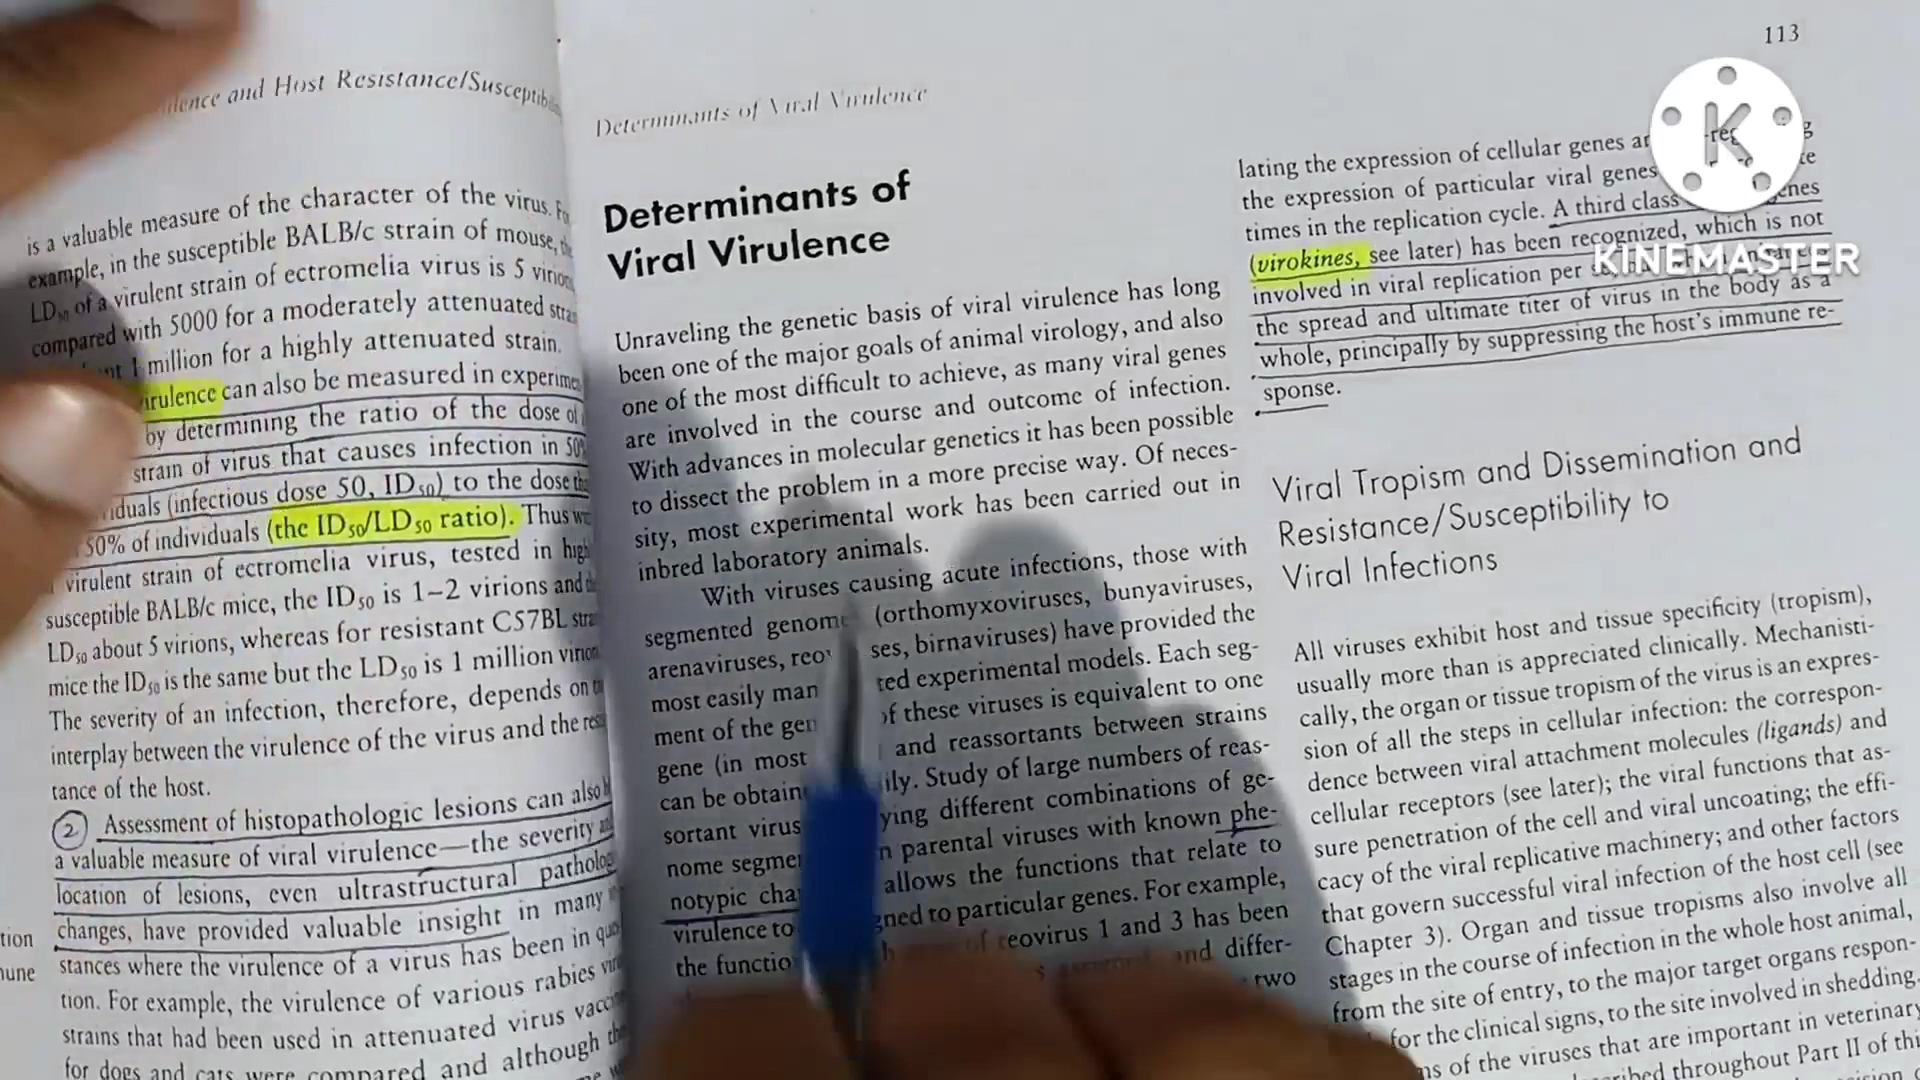 lence and Host Resistance/Susceptib
is a valuable measure of the character of the virus.
example, in the susceptible BALB/c strain of mouse,
LD50 of a virulent strain of ectromelia virus is 5 virion
compared with 5000 for a moderately attenuated
1 million for a highly attenuated strain.
virulence can also be measured in
by determining the ratio of the dose of
strain of virus that causes infection in
(infectious dose 50, ID50) to the dose
50% of individuals (the ID50/LD50 ratio). Thus
virulent strain of ectromelia virus, tested in
susceptible BALB/c mice, the ID50 is 1–2 virions and
LD50 about 5 virions, whereas for resistant C57BL
mice the ID50 is the same but the LD50 is 1 million
The severity of an infection, therefore, depends on
interplay between the virulence of the virus and the
tance of the host.
2 Assessment of histopathologic lesions can also
a valuable measure of viral virulence—the severity
location of lesions, even ultrastructural
changes, have provided valuable insight in many
stances where the virulence of a virus has been in
tion. For example, the virulence of various rabies
strains that had been used in attenuated virus
for dogs and cats were compared and although
tion
113
Determinants of Viral Virulence
Determinants of
Viral Virulence
Unraveling the genetic basis of viral virulence has long
been one of the major goals of animal virology, and also
one of the most difficult to achieve, as many viral genes
are involved in the course and outcome of infection.
With advances in molecular genetics it has been possible
to dissect the problem in a more precise way. Of neces-
sity, most experimental work has been carried out in
inbred laboratory animals.
With viruses causing acute infections, those with
segmented genom (orthomyxoviruses, bunyaviruses,
arenaviruses, birnaviruses) have provided the
most easily experimental models. Each seg-
ment of the of these viruses is equivalent to one
gene (in most and reassortants between strains
can be Study of large numbers of reas-
sortant different combinations of ge-
nome parental viruses with known phe-
notypic allows the functions that relate to
virulence to particular genes. For example,
the reovirus 1 and 3 has been
and differ-
two
lating the expression of cellular genes
the expression of particular viral genes
times in the replication cycle. A third class
(virokines, see later) has been recognized, which is not
involved in viral replication per
the spread and ultimate titer of virus in the body as a
whole, principally by suppressing the host's immune re-
sponse.
Viral Tropism and Dissemination and
Resistance/Susceptibility to
Viral Infections
All viruses exhibit host and tissue specificity (tropism),
usually more than is appreciated clinically. Mechanisti-
cally, the organ or tissue tropism of the virus is an expres-
sion of all the steps in cellular infection: the correspon-
dence between viral attachment molecules (ligands) and
cellular receptors (see later); the viral functions that as-
sure penetration of the cell and viral uncoating; the effi-
cacy of the viral replicative machinery; and other factors
that govern successful viral infection of the host cell (see
Chapter 3). Organ and tissue tropisms also involve all
stages in the course of infection in the whole host animal,
from the site of entry, to the major target organs respon-
for the clinical signs, to the site involved in shedding.
of the viruses that are important in veterinary
throughout Part II of
K
KINEMASTER